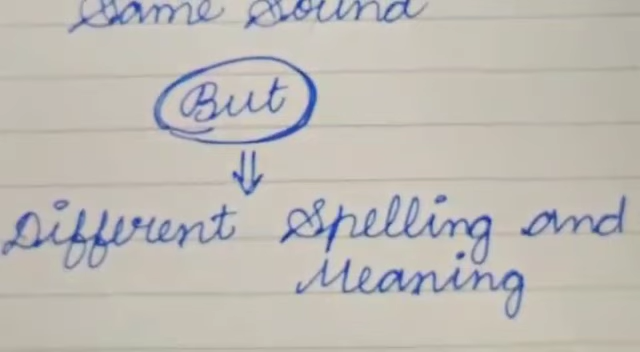 Same Sound
But
Different Spelling and
Meaning